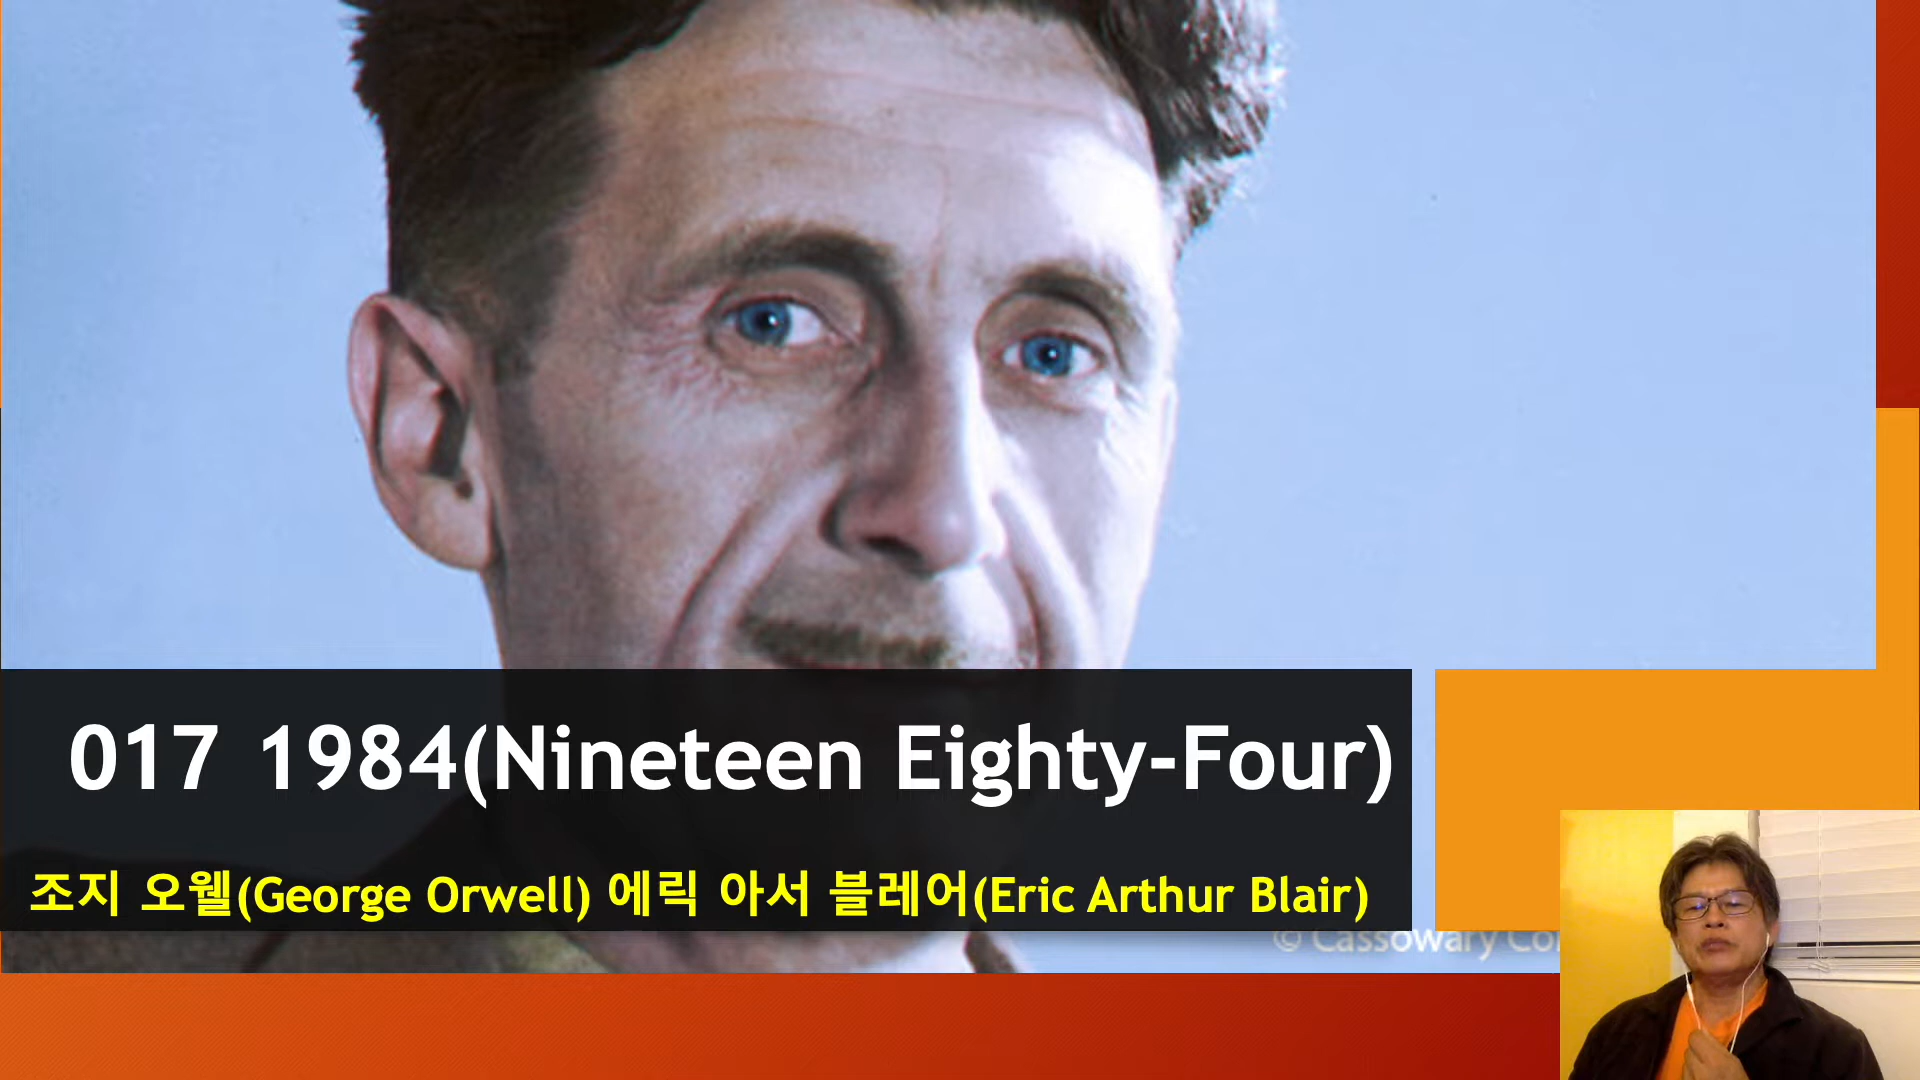 017 1984(Nineteen Eighty-Four)
조지 오웰(George Orwell) 에릭 아서 블레어(Eric Arthur Blair)
© Cassowary